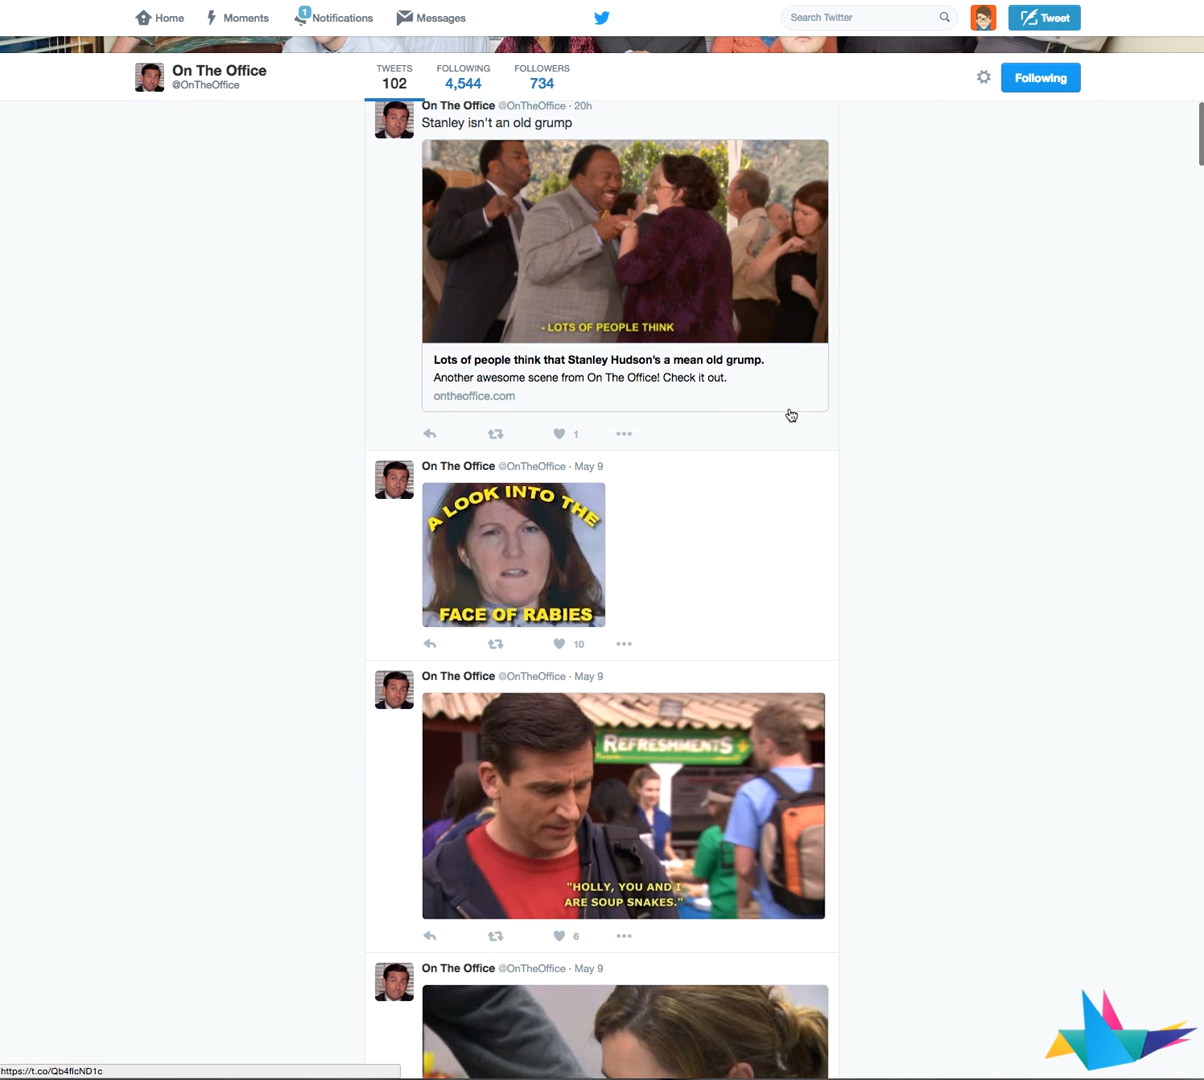 Home
Moments
1
Notifications
Messages
Search Twitter
Tweet
On The Office
@OnTheOffice
TWEETS
102
FOLLOWING
4,544
FOLLOWERS
734
Following
On The Office @OnTheOffice · 20h
Stanley isn't an old grump
- LOTS OF PEOPLE THINK
Lots of people think that Stanley Hudson's a mean old grump.
Another awesome scene from On The Office! Check it out.
ontheoffice.com
1
On The Office @OnTheOffice · May 9
A LOOK INTO THE
FACE OF RABIES
10
On The Office @OnTheOffice · May 9
REFRESHMENTS
"HOLLY, YOU AND I
ARE SOUP SNAKES."
6
On The Office @OnTheOffice · May 9